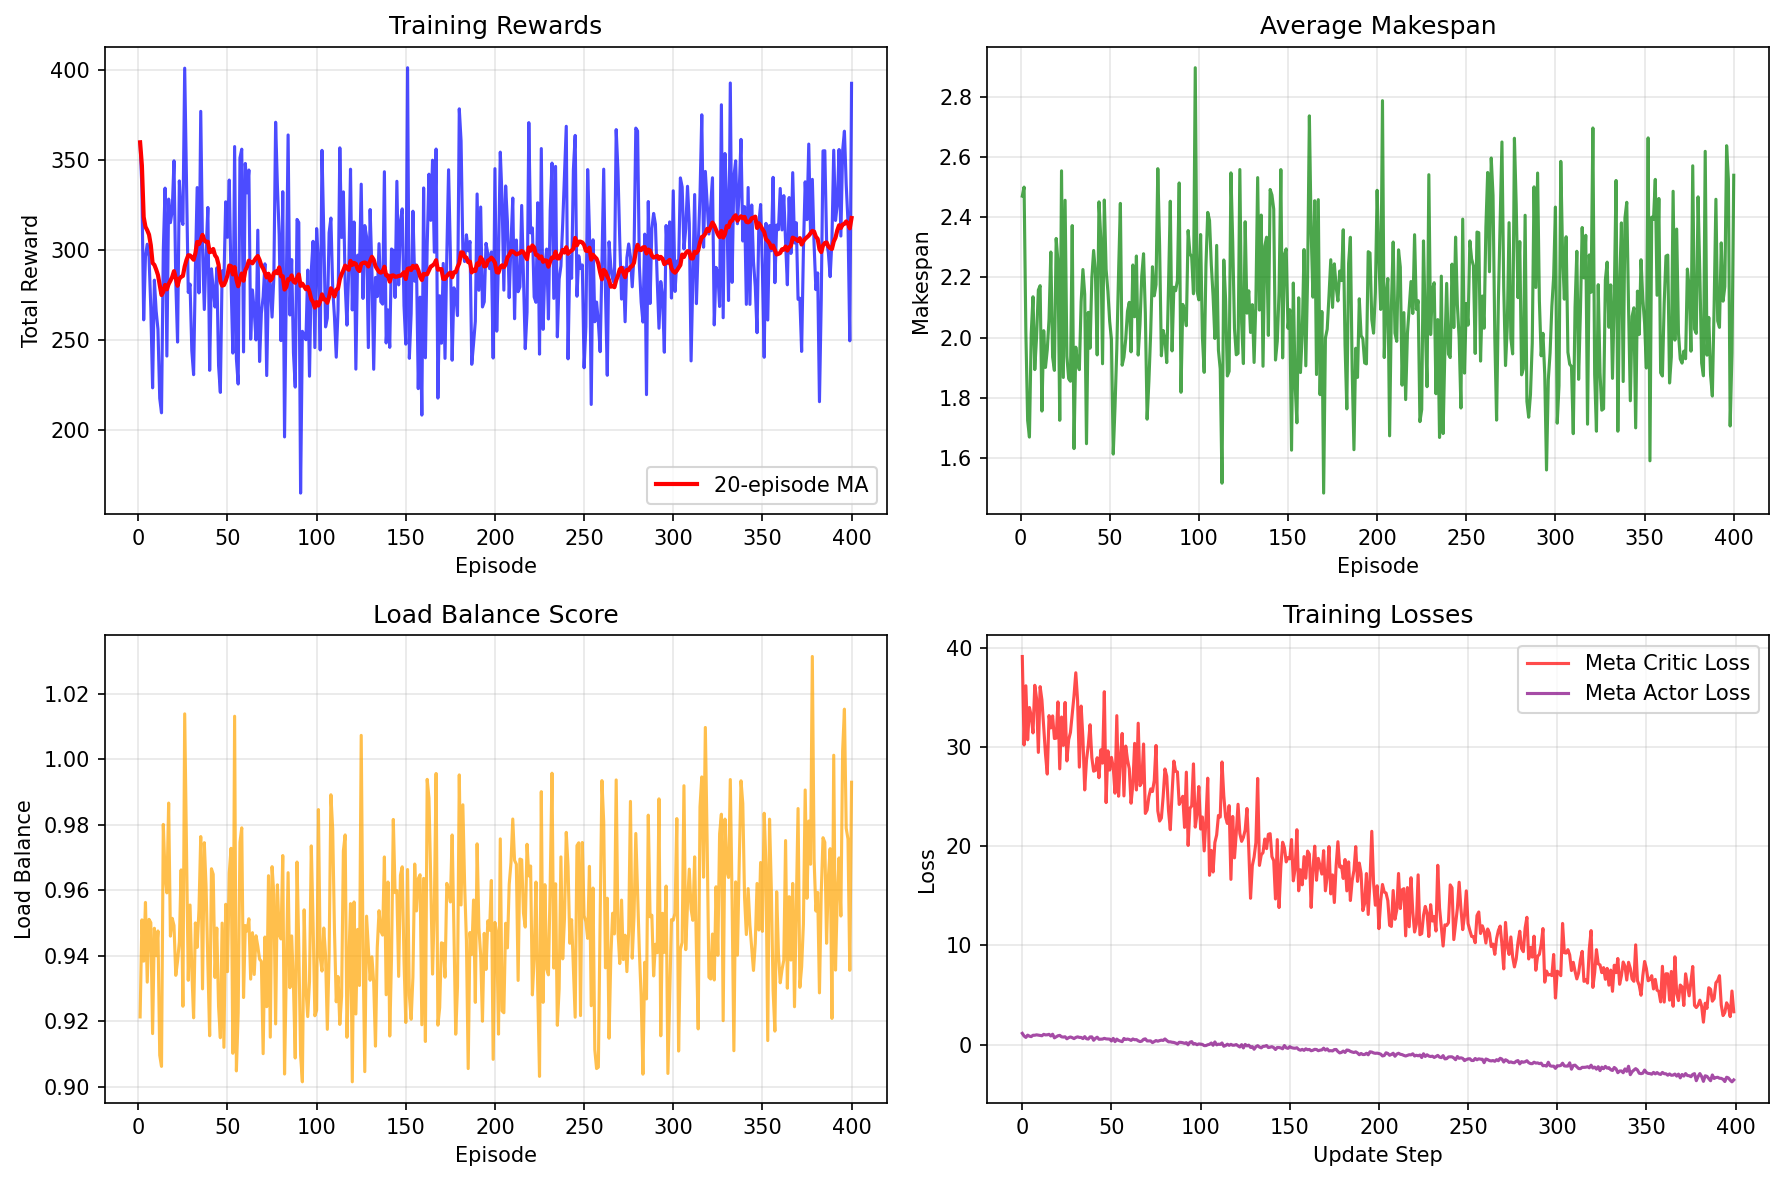 Training Rewards
Total Reward
400
350
300
250
200
20-episode MA
0 50 100 150 200 250 300 350 400
Episode
Average Makespan
Makespan
2.8
2.6
2.4
2.2
2.0
1.8
1.6
0 50 100 150 200 250 300 350 400
Episode
Load Balance Score
Load Balance
1.02
1.00
0.98
0.96
0.94
0.92
0.90
0 50 100 150 200 250 300 350 400
Episode
Training Losses
Loss
40
30
20
10
0
Meta Critic Loss
Meta Actor Loss
0 50 100 150 200 250 300 350 400
Update Step